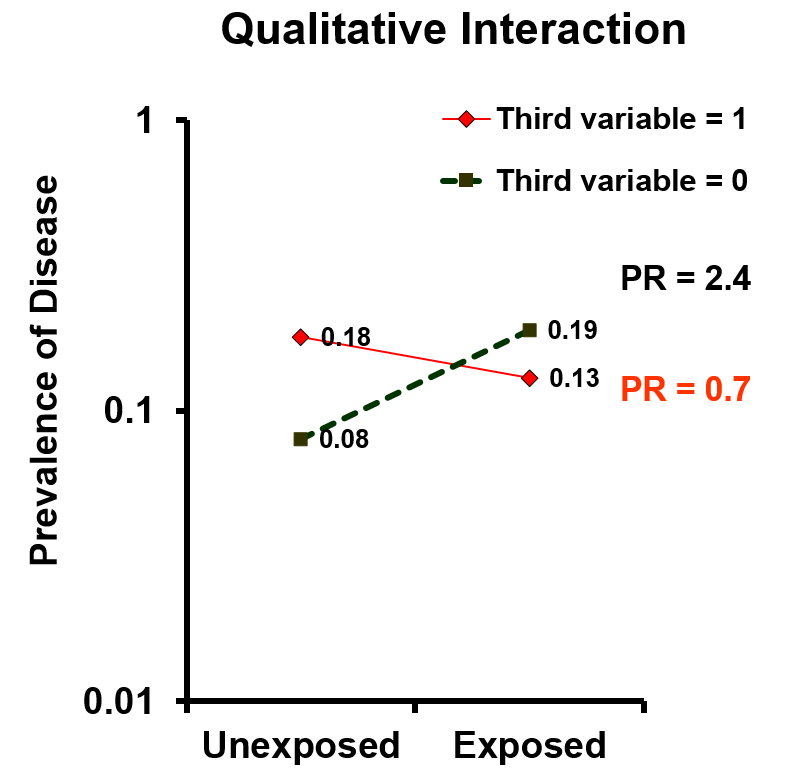 Qualitative Interaction
Third variable = 1
Third variable = 0
Prevalence of Disease
1
0.1
0.01
0.18
0.08
0.19
0.13
PR = 2.4
PR = 0.7
Unexposed
Exposed